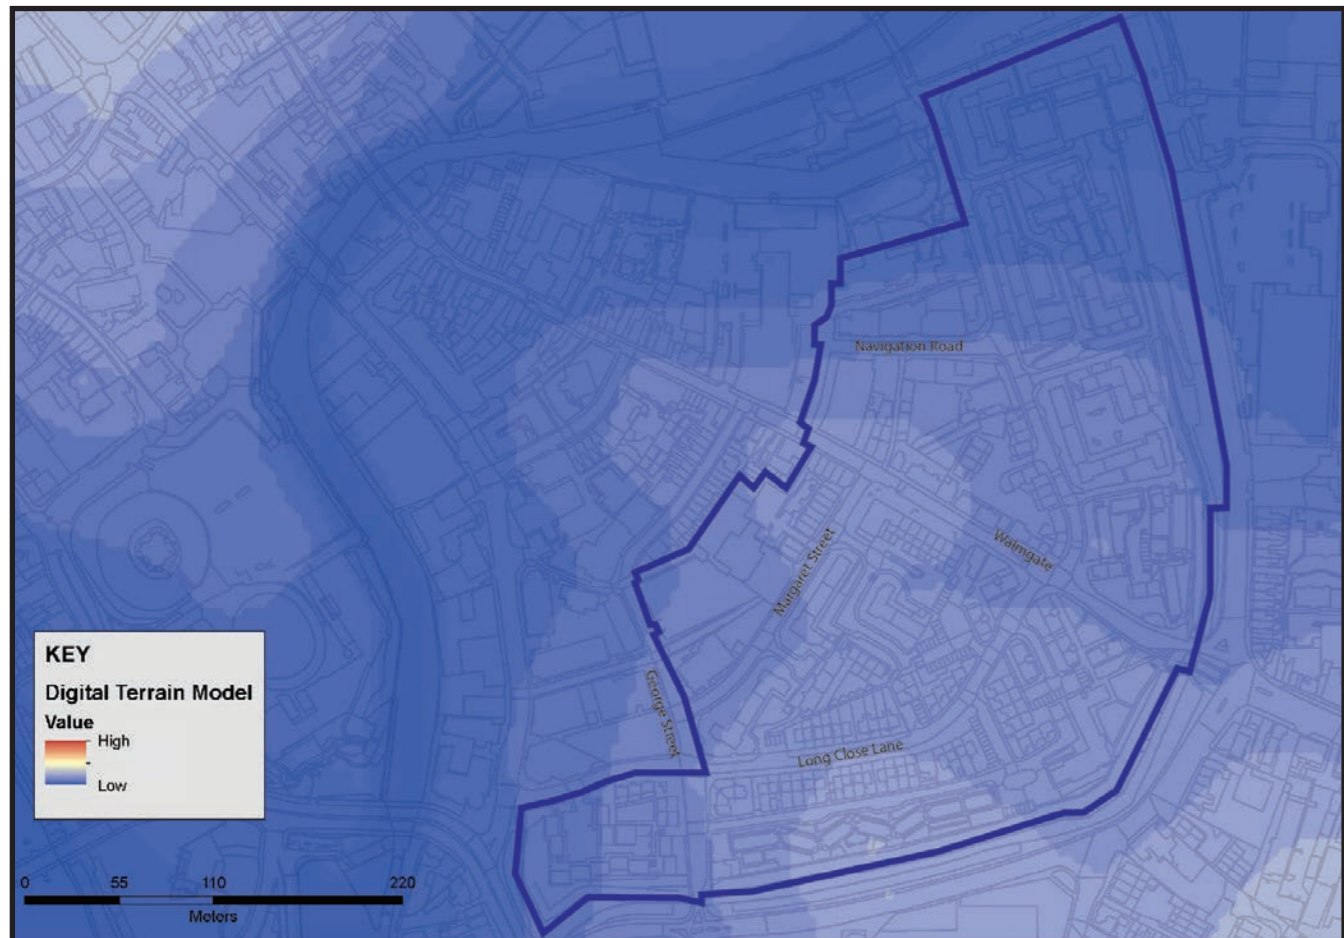 Navigation Road
Walmgate
Margaret Street
George Street
Long Close Lane
KEY
Digital Terrain Model
Value
High
Low
0 55 110 220
Meters